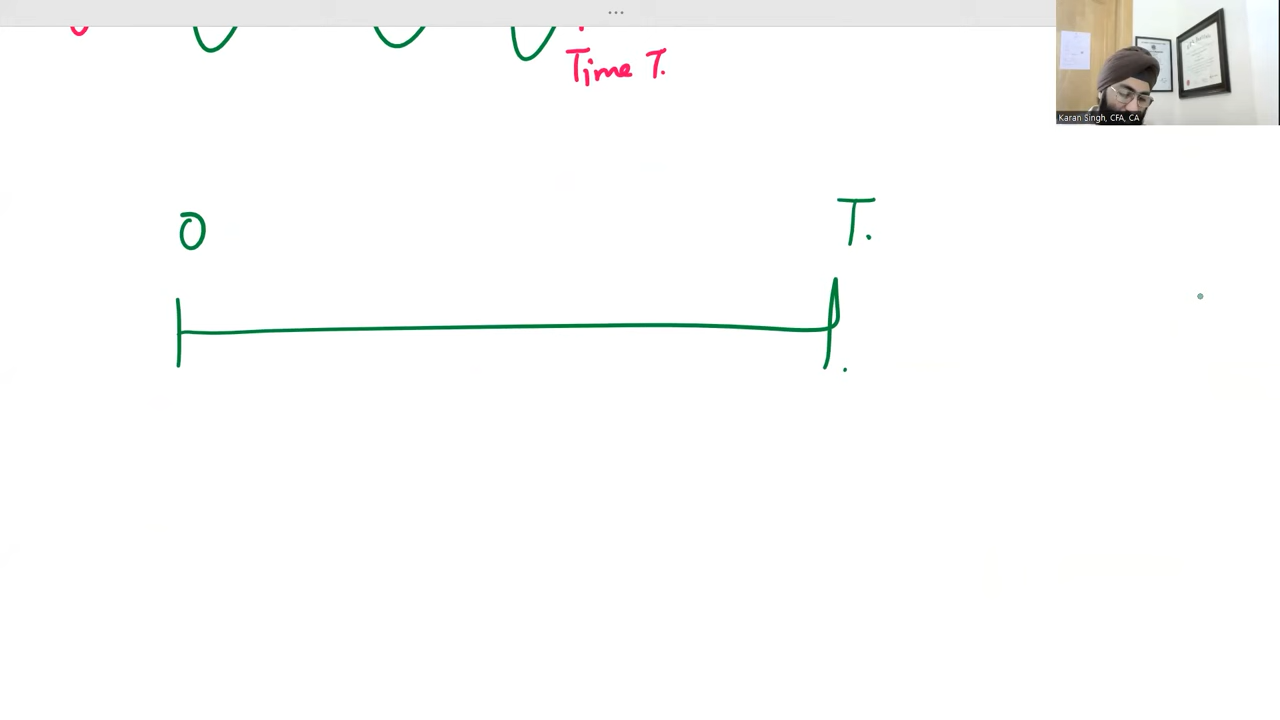 Time T.
Karan Singh, CFA, CA
0
T.